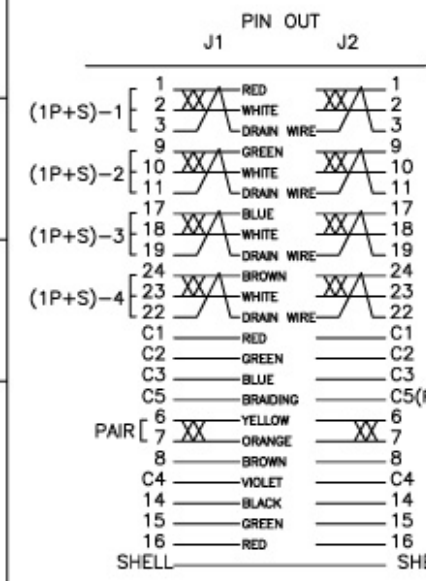 PIN OUT
J1 J2
1 RED 1
(1P+S)-1 2 WHITE 2
3 DRAIN WIRE 3
9 GREEN 9
(1P+S)-2 10 WHITE 10
11 DRAIN WIRE 11
17 BLUE 17
(1P+S)-3 18 WHITE 18
19 DRAIN WIRE 19
24 BROWN 24
(1P+S)-4 23 WHITE 23
22 DRAIN WIRE 22
C1 RED C1
C2 GREEN C2
C3 BLUE C3
C5 BRAIDING C5(
6 YELLOW 6
PAIR 7 ORANGE 7
8 BROWN 8
C4 VIOLET C4
14 BLACK 14
15 GREEN 15
16 RED 16
SHELL SHE